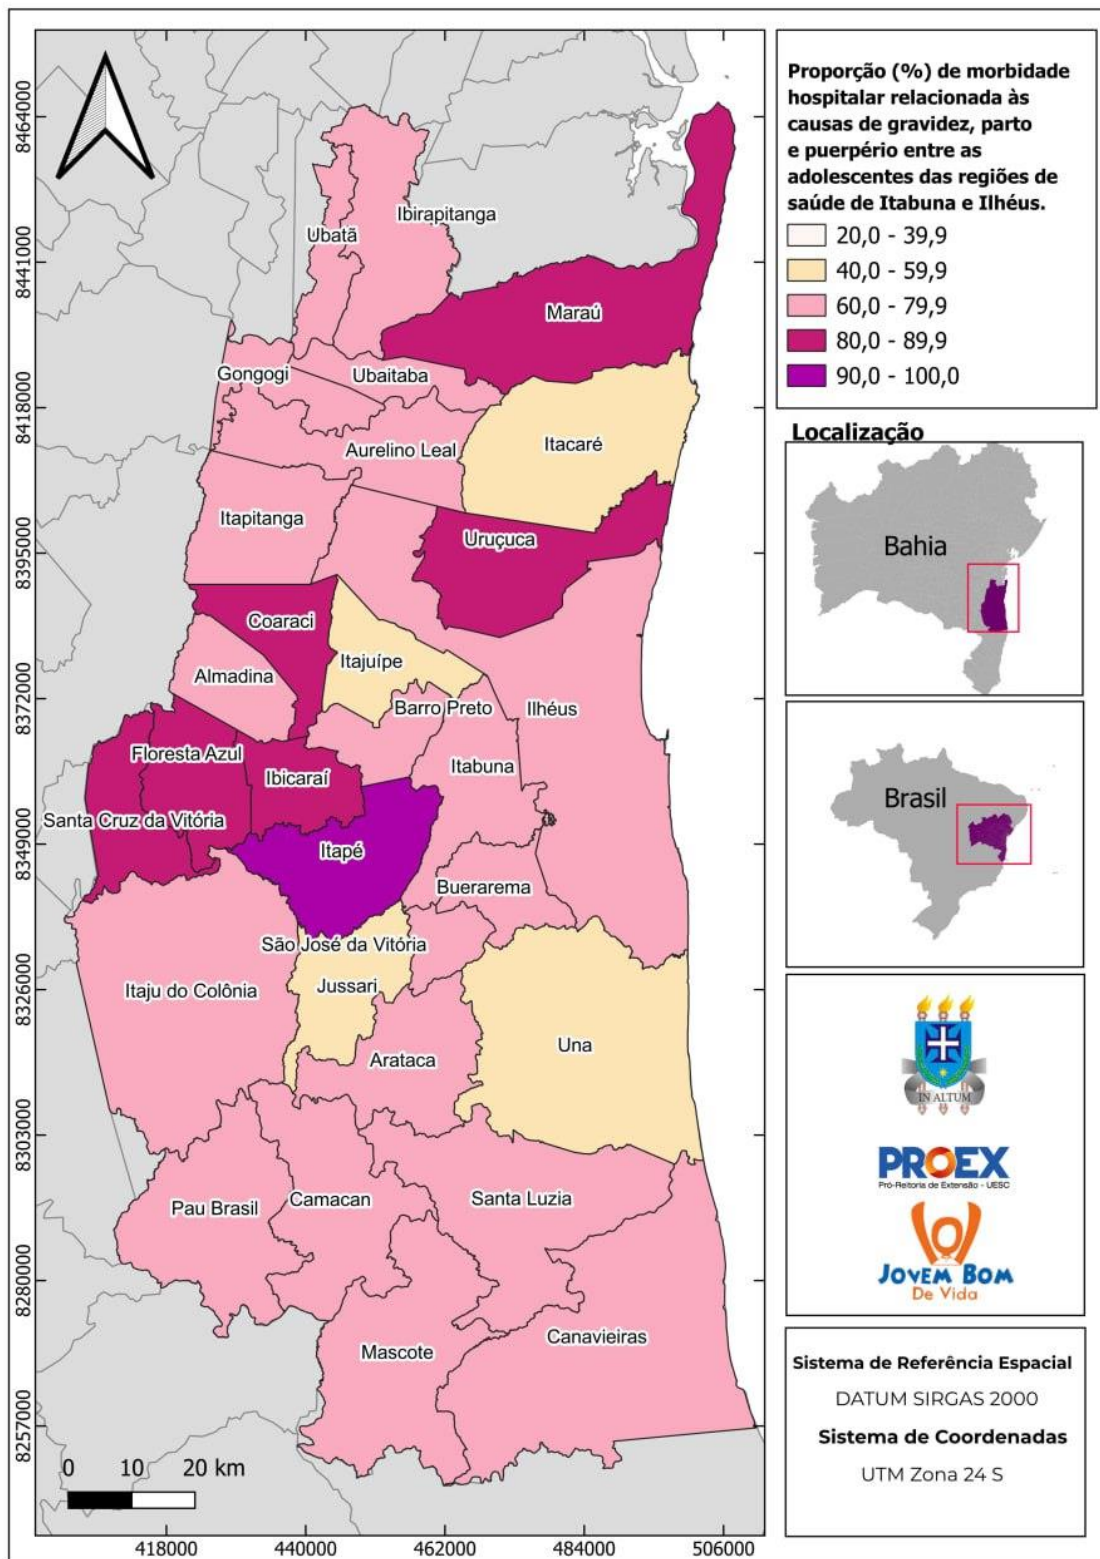 Proporção (%) de morbidade
hospitalar relacionada às
causas de gravidez, parto
e puerpério entre as
adolescentes das regiões de
saúde de Itabuna e Ilhéus.
20,0 - 39,9
40,0 - 59,9
60,0 - 79,9
80,0 - 89,9
90,0 - 100,0
8464000
8441000
8418000
8395000
8372000
8349000
8326000
8303000
8280000
8257000
Ibirapitanga
Ubatã
Maraú
Gongogi
Ubaitaba
Itacaré
Aurelino Leal
Itapitanga
Uruçuca
Coaraci
Itajuípe
Almadina
Barro Preto
Ilhéus
Floresta Azul
Ibicaraí
Itabuna
Santa Cruz da Vitória
Itapé
Buerarema
São José da Vitória
Itaju do Colônia
Jussari
Una
Arataca
Pau Brasil
Camacan
Santa Luzia
Canavieiras
Mascote
0 10 20 km
418000 440000 462000 484000 506000
Localização
Bahia
Brasil
IN ALTUM
PROEX
Pró-Reitoria de Extensão - UESC
JOVEM BOM
De Vida
Sistema de Referência Espacial
DATUM SIRGAS 2000
Sistema de Coordenadas
UTM Zona 24 S